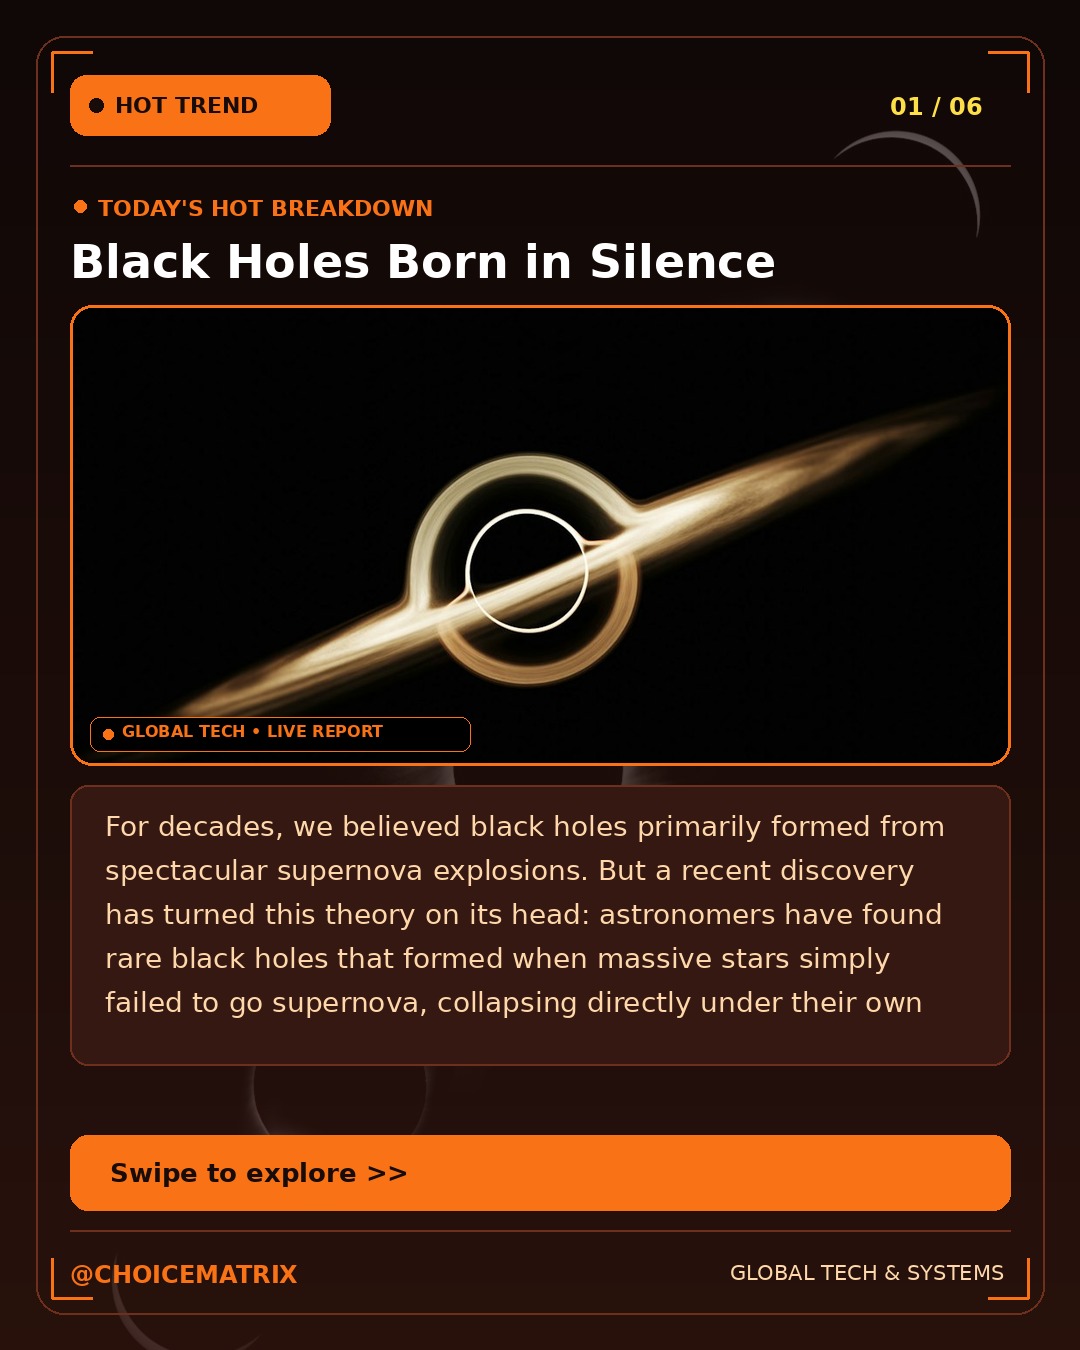 HOT TREND
01 / 06
TODAY'S HOT BREAKDOWN
Black Holes Born in Silence
GLOBAL TECH • LIVE REPORT
For decades, we believed black holes primarily formed from
spectacular supernova explosions. But a recent discovery
has turned this theory on its head: astronomers have found
rare black holes that formed when massive stars simply
failed to go supernova, collapsing directly under their own
Swipe to explore >>
@CHOICEMATRIX
GLOBAL TECH & SYSTEMS